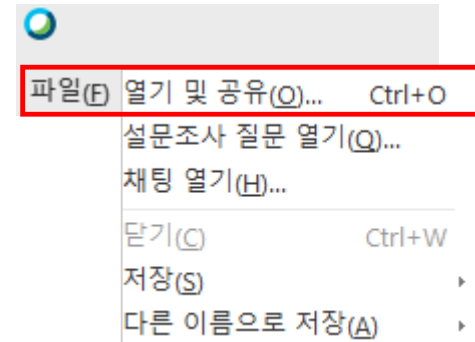 파일(F) 열기 및 공유(O)... Ctrl+O
설문조사 질문 열기(Q)...
채팅 열기(H)...
닫기(C) Ctrl+W
저장(S)
다른 이름으로 저장(A)